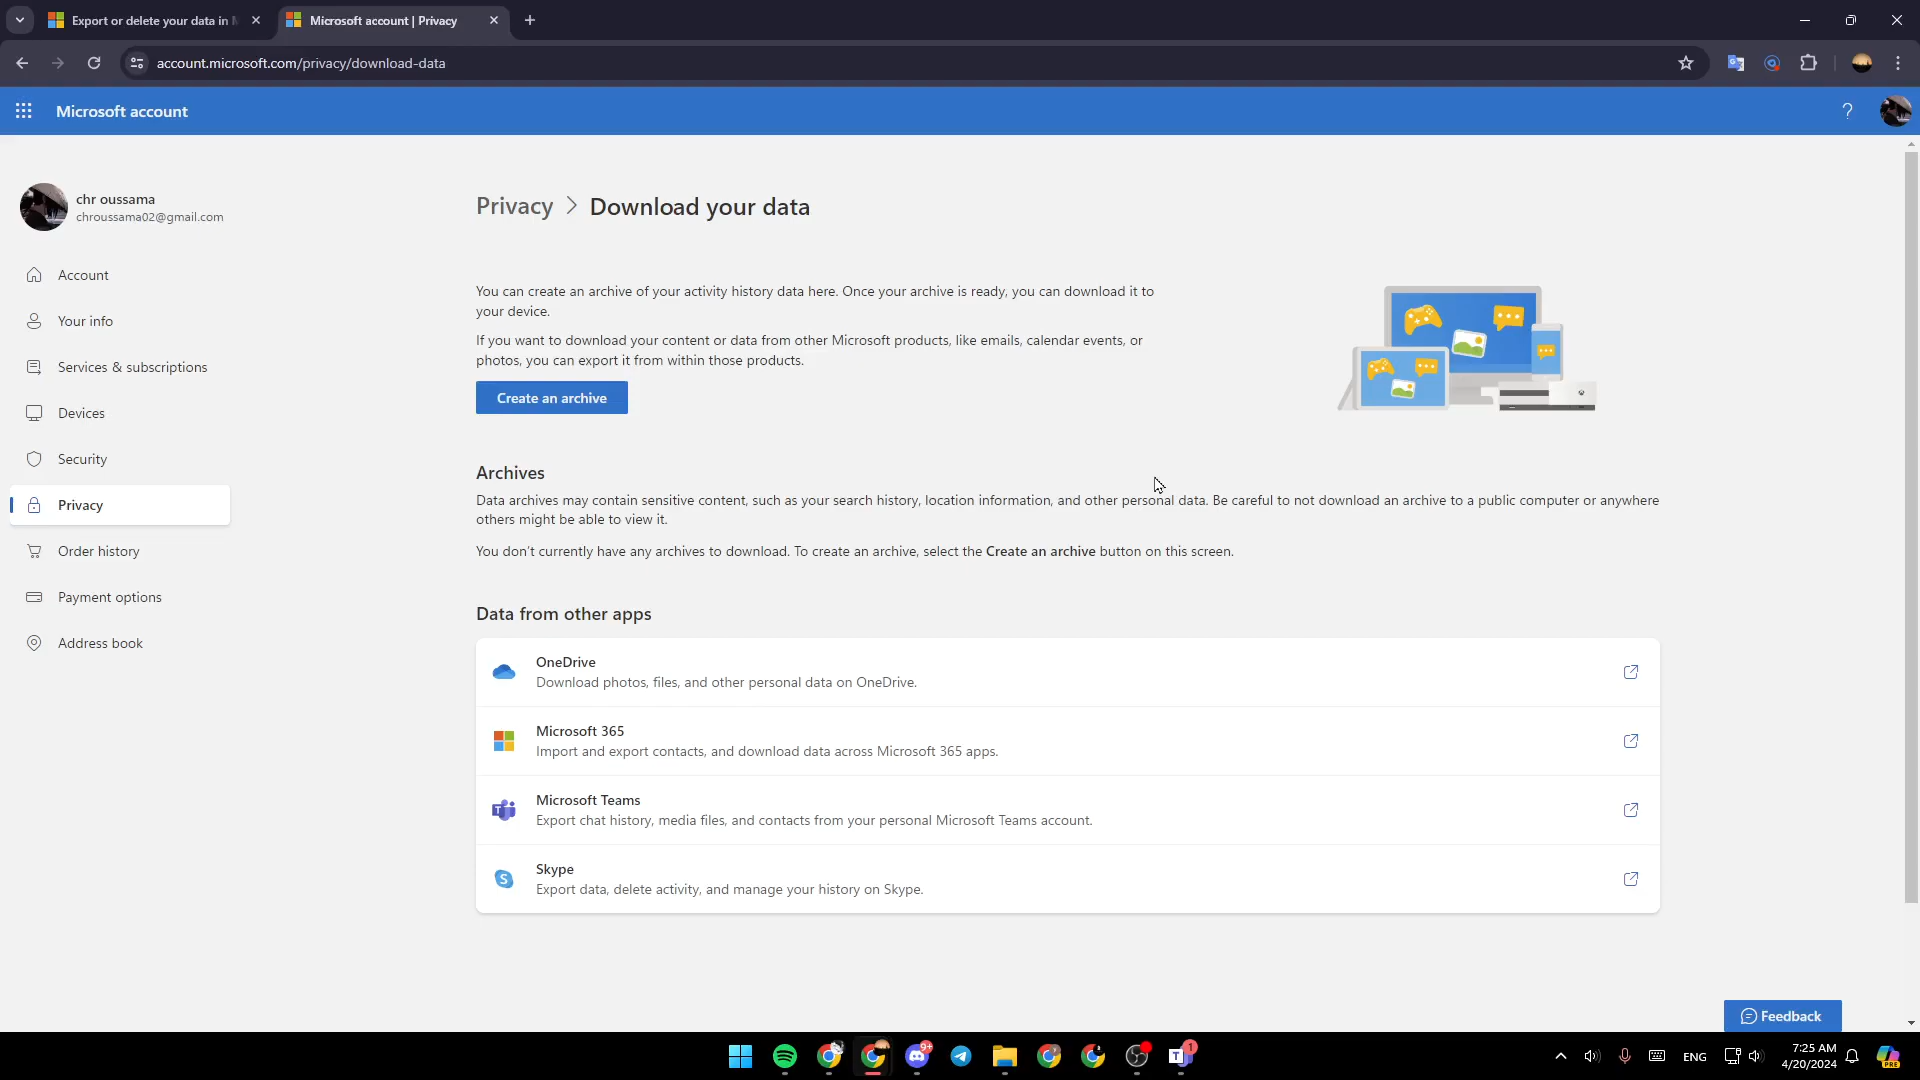 Export or delete your data in
Microsoft account | Privacy
account.microsoft.com/privacy/download-data
Microsoft account
chr oussama
chroussama02@gmail.com
Account
Your info
Services & subscriptions
Devices
Security
Privacy
Order history
Payment options
Address book
Privacy > Download your data
You can create an archive of your activity history data here. Once your archive is ready, you can download it to
your device.
If you want to download your content or data from other Microsoft products, like emails, calendar events, or
photos, you can export it from within those products.
Create an archive
Archives
Data archives may contain sensitive content, such as your search history, location information, and other personal data. Be careful to not download an archive to a public computer or anywhere
others might be able to view it.
You don't currently have any archives to download. To create an archive, select the Create an archive button on this screen.
Data from other apps
OneDrive
Download photos, files, and other personal data on OneDrive.
Microsoft 365
Import and export contacts, and download data across Microsoft 365 apps.
Microsoft Teams
Export chat history, media files, and contacts from your personal Microsoft Teams account.
Skype
Export data, delete activity, and manage your history on Skype.
Feedback
9+
1
ENG
7:25 AM
4/20/2024
PRE